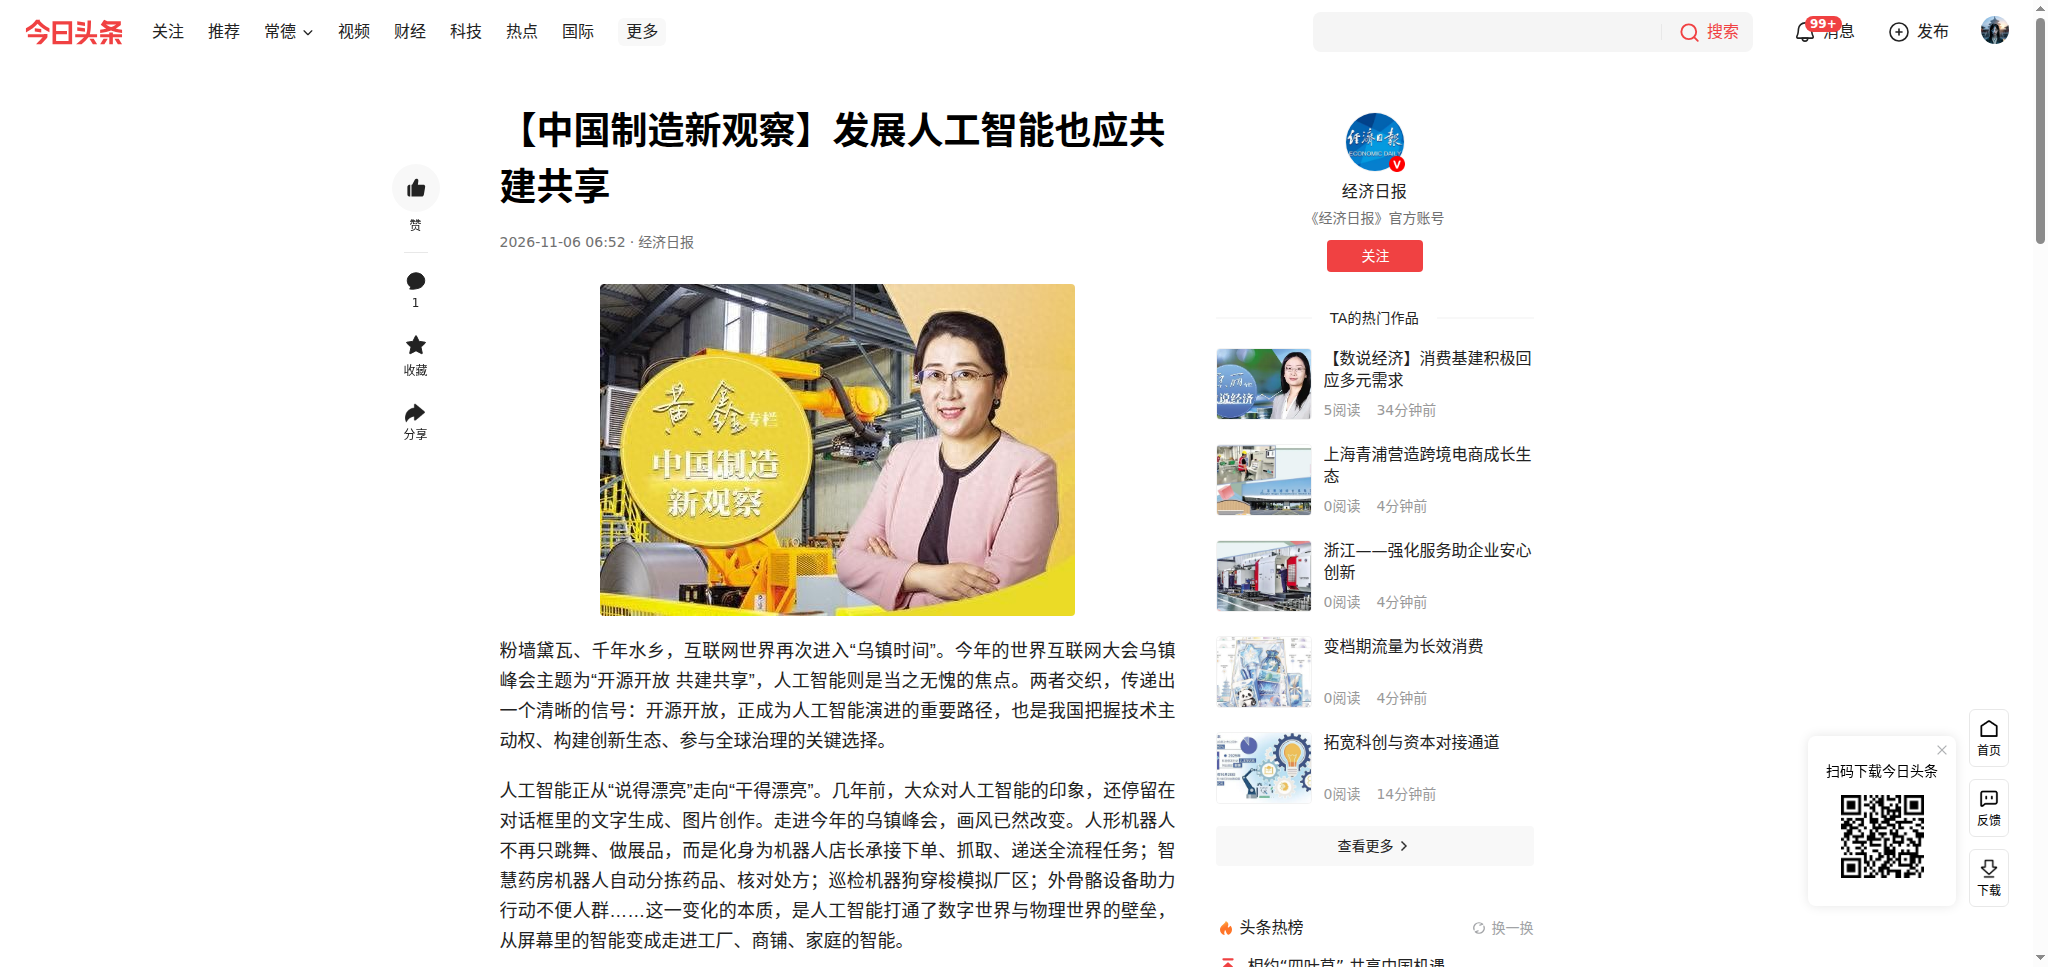 今日头条
关注 推荐 常德 视频 财经 科技 热点 国际 更多
搜索
99+
消息
发布
【中国制造新观察】发展人工智能也应共
建共享
2026-11-06 06:52 · 经济日报
赞
1
收藏
分享
黄鑫专栏
中国制造
新观察
粉墙黛瓦、千年水乡，互联网世界再次进入“乌镇时间”。今年的世界互联网大会乌镇
峰会主题为“开源开放 共建共享”，人工智能则是当之无愧的焦点。两者交织，传递出
一个清晰的信号：开源开放，正成为人工智能演进的重要路径，也是我国把握技术主
动权、构建创新生态、参与全球治理的关键选择。
人工智能正从“说得漂亮”走向“干得漂亮”。几年前，大众对人工智能的印象，还停留在
对话框里的文字生成、图片创作。走进今年的乌镇峰会，画风已然改变。人形机器人
不再只跳舞、做展品，而是化身为机器人店长承接下单、抓取、递送全流程任务；智
慧药房机器人自动分拣药品、核对处方；巡检机器狗穿梭模拟厂区；外骨骼设备助力
行动不便人群……这一变化的本质，是人工智能打通了数字世界与物理世界的壁垒，
从屏幕里的智能变成走进工厂、商铺、家庭的智能。
经济日报
ECONOMIC DAILY
V
经济日报
《经济日报》官方账号
关注
TA的热门作品
说经济
【数说经济】消费基建积极回
应多元需求
5阅读 34分钟前
上海青浦营造跨境电商成长生
态
0阅读 4分钟前
浙江——强化服务助企业安心
创新
0阅读 4分钟前
变档期流量为长效消费
0阅读 4分钟前
拓宽科创与资本对接通道
0阅读 14分钟前
查看更多
头条热榜
换一换
相约“四叶草” 共享中国机遇
扫码下载今日头条
首页
反馈
下载